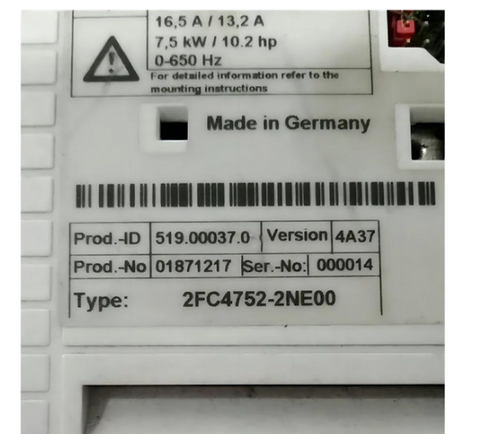 16,5 A / 13,2 A
7,5 kW / 10.2 hp
0-650 Hz
For detailed information refer to the
mounting instructions
Made in Germany
Prod.-ID 519.00037.0 Version 4A37
Prod.-No 01871217 Ser.-No: 000014
Type: 2FC4752-2NE00